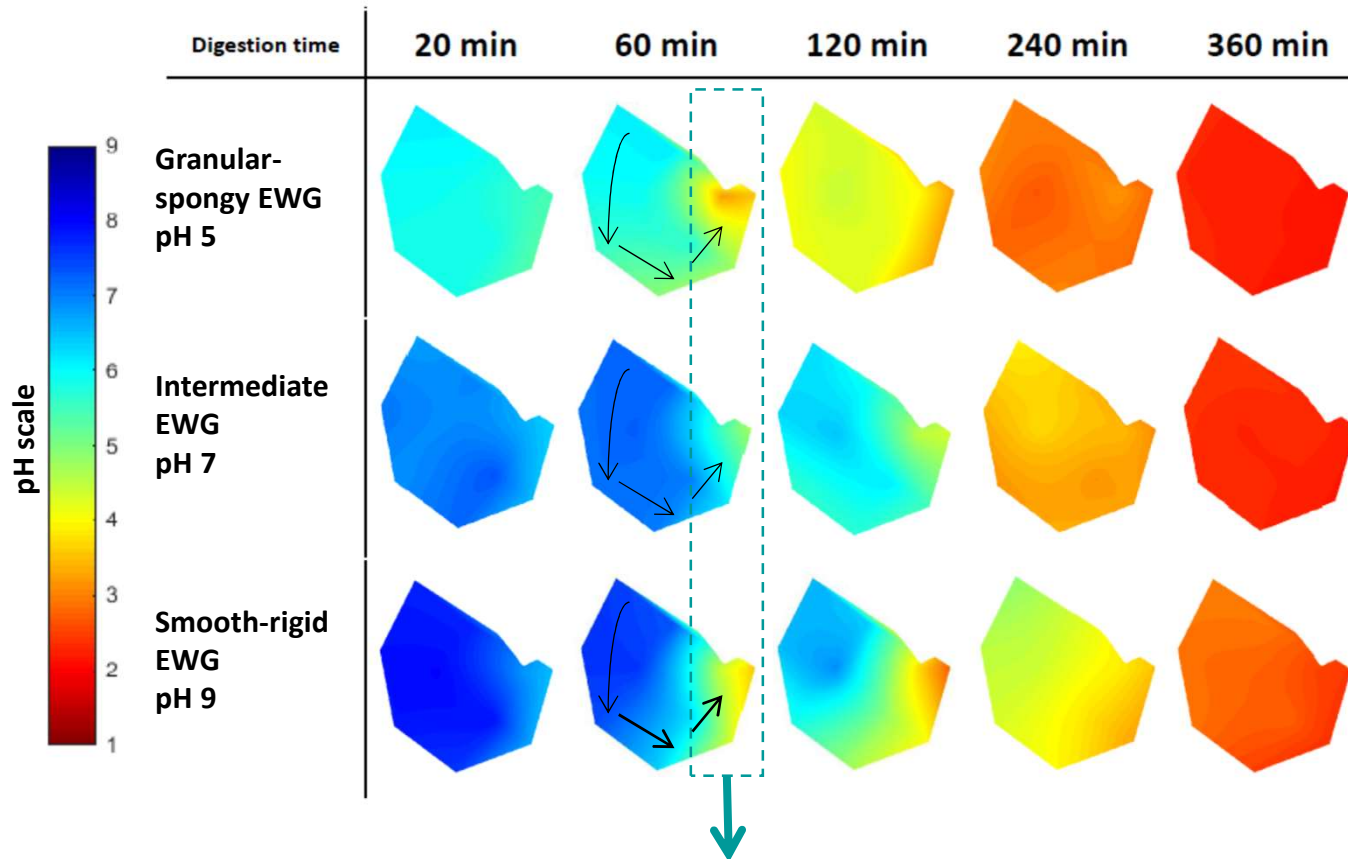 Digestion time
20 min
60 min
120 min
240 min
360 min
pH scale
9
8
7
6
5
4
3
2
1
Granular-
spongy EWG
pH 5
Intermediate
EWG
pH 7
Smooth-rigid
EWG
pH 9